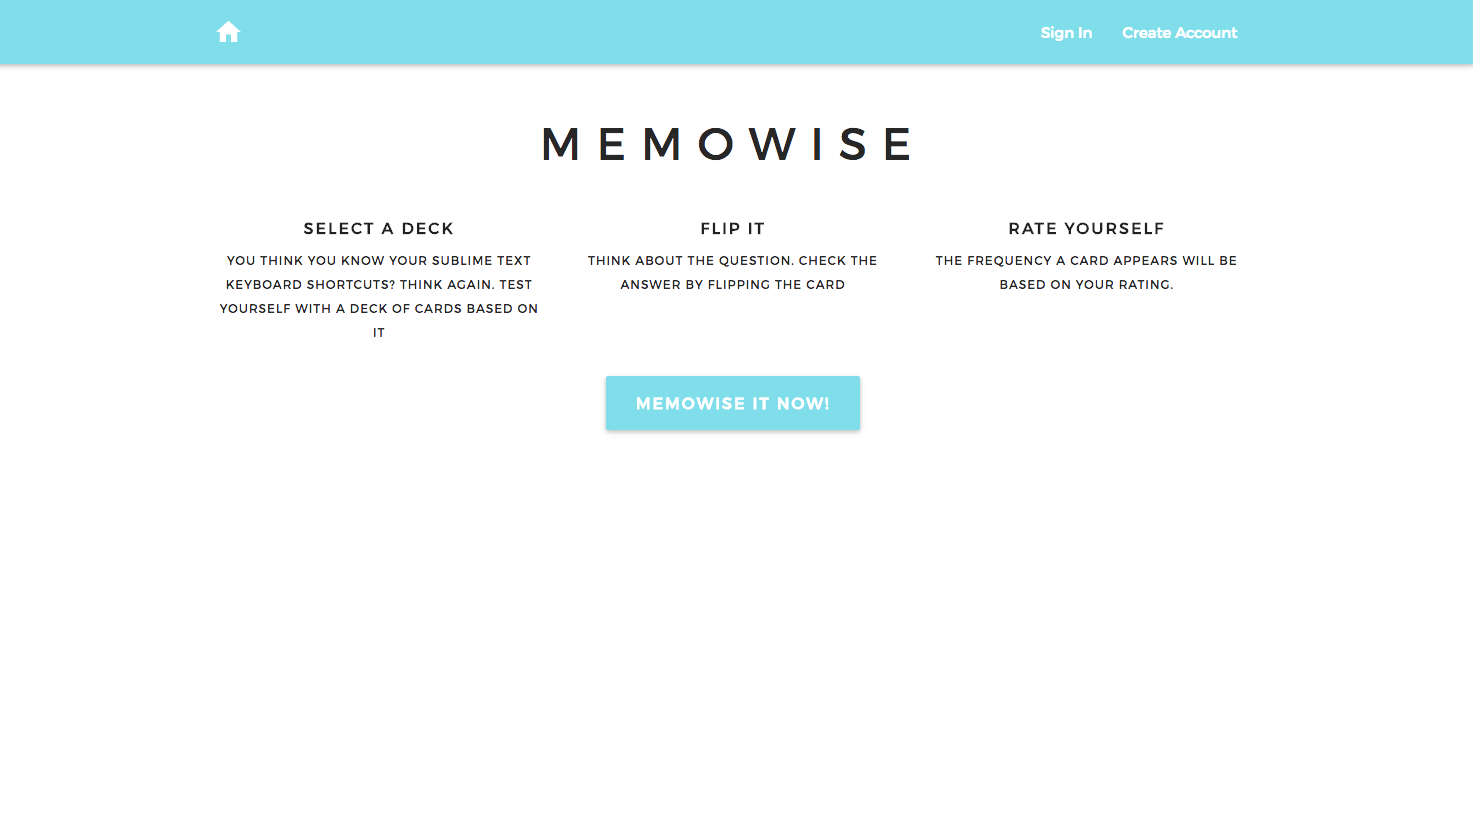 Sign In Create Account
MEMOWISE
SELECT A DECK
YOU THINK YOU KNOW YOUR SUBLIME TEXT
KEYBOARD SHORTCUTS? THINK AGAIN. TEST
YOURSELF WITH A DECK OF CARDS BASED ON
IT
FLIP IT
THINK ABOUT THE QUESTION. CHECK THE
ANSWER BY FLIPPING THE CARD
RATE YOURSELF
THE FREQUENCY A CARD APPEARS WILL BE
BASED ON YOUR RATING.
MEMOWISE IT NOW!